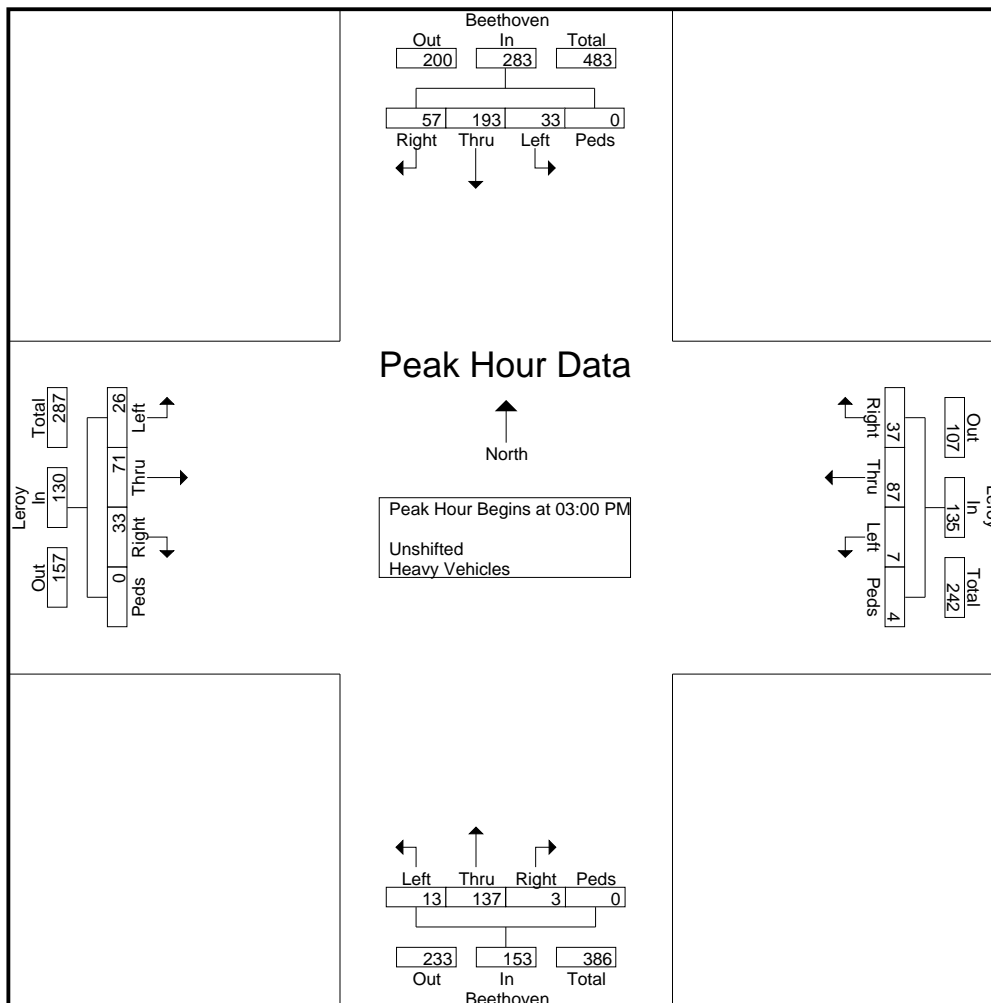 Beethoven
Out In Total
200 283 483
57 193 33 0
Right Thru Left Peds
Peak Hour Data
North
Peak Hour Begins at 03:00 PM
Unshifted
Heavy Vehicles
Leroy
Out In Total
157 130 287
26 71 33 0
Left Thru Right Peds
Leroy
Out In Total
107 135 242
37 87 7 4
Right Thru Left Peds
Left Thru Right Peds
13 137 3 0
233 153 386
Out In Total
Beethoven